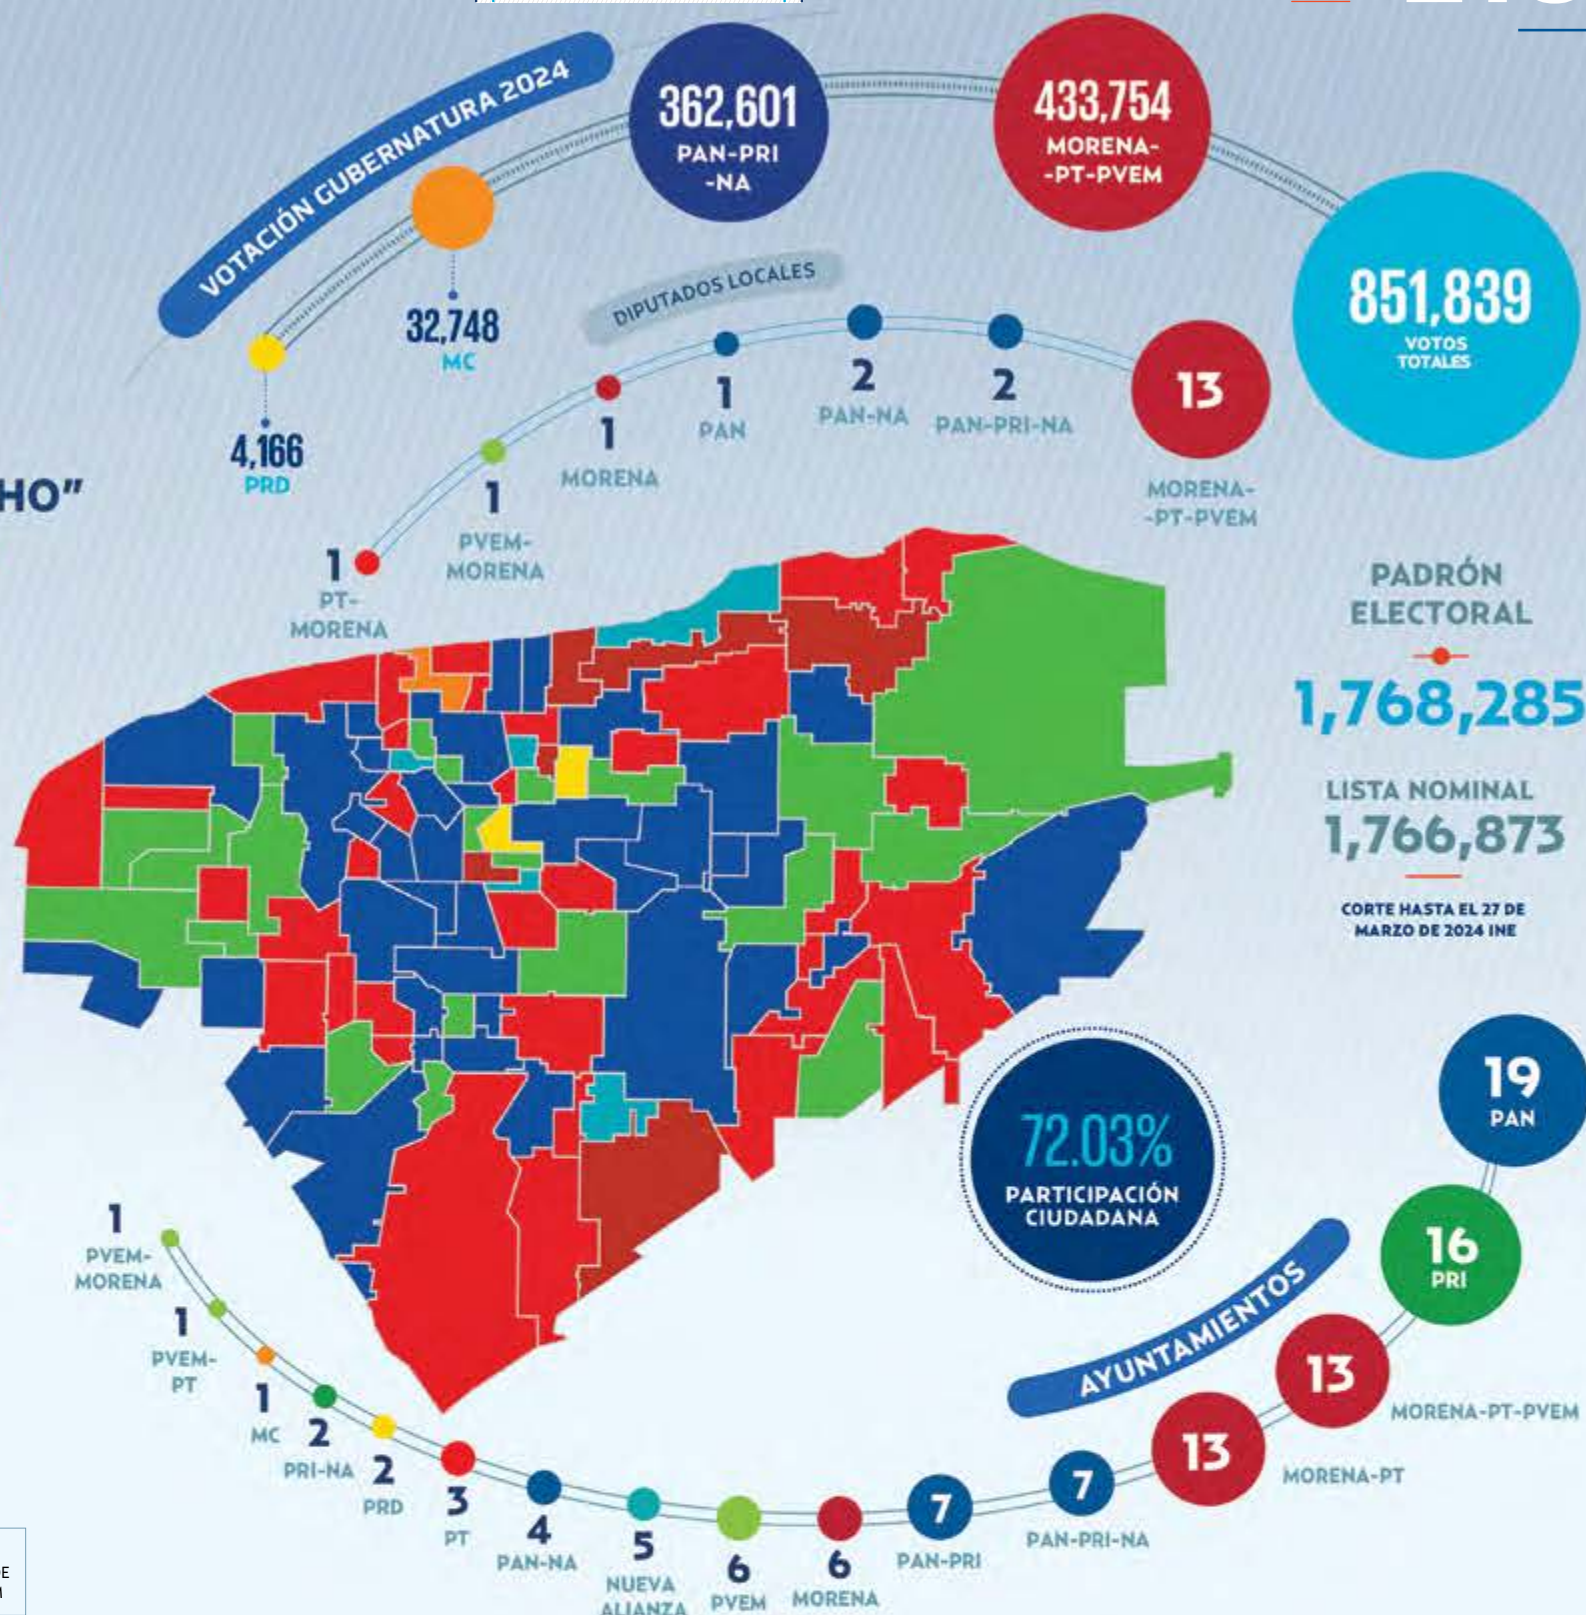 VOTACIÓN GUBERNATURA 2024
362,601
PAN-PRI
-NA
433,754
MORENA-
-PT-PVEM
851,839
VOTOS
TOTALES
32,748
MC
4,166
PRD
HO"
DIPUTADOS LOCALES
1
PT-
MORENA
1
PVEM-
MORENA
1
MORENA
1
PAN
2
PAN-NA
2
PAN-PRI-NA
13
MORENA-
-PT-PVEM
PADRÓN
ELECTORAL
1,768,285
LISTA NOMINAL
1,766,873
CORTE HASTA EL 27 DE
MARZO DE 2024 INE
72.03%
PARTICIPACIÓN
CIUDADANA
AYUNTAMIENTOS
19
PAN
16
PRI
13
MORENA-PT-PVEM
13
MORENA-PT
7
PAN-PRI-NA
7
PAN-PRI
6
MORENA
6
PVEM
5
NUEVA
ALIANZA
4
PAN-NA
3
PT
2
PRD
2
PRI-NA
1
MC
1
PVEM-
PT
1
PVEM-
MORENA